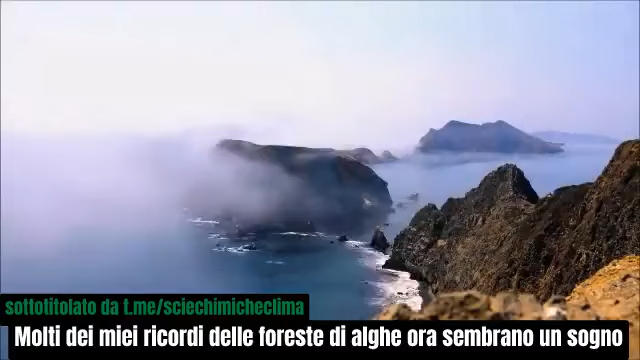 sottotitolato da t.me/sciechimicheclima
Molti dei miei ricordi delle foreste di alghe ora sembrano un sogno